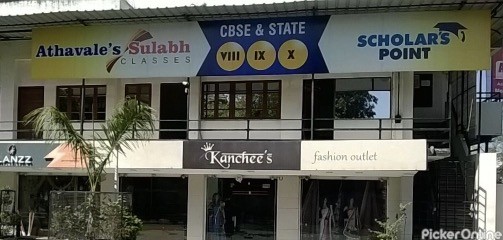 Athavale's Sulabh
CLASSES
CBSE & STATE
VIII IX X
SCHOLAR'S
POINT
LANZZ
Kanchee's
fashion outlet
PickerOnline